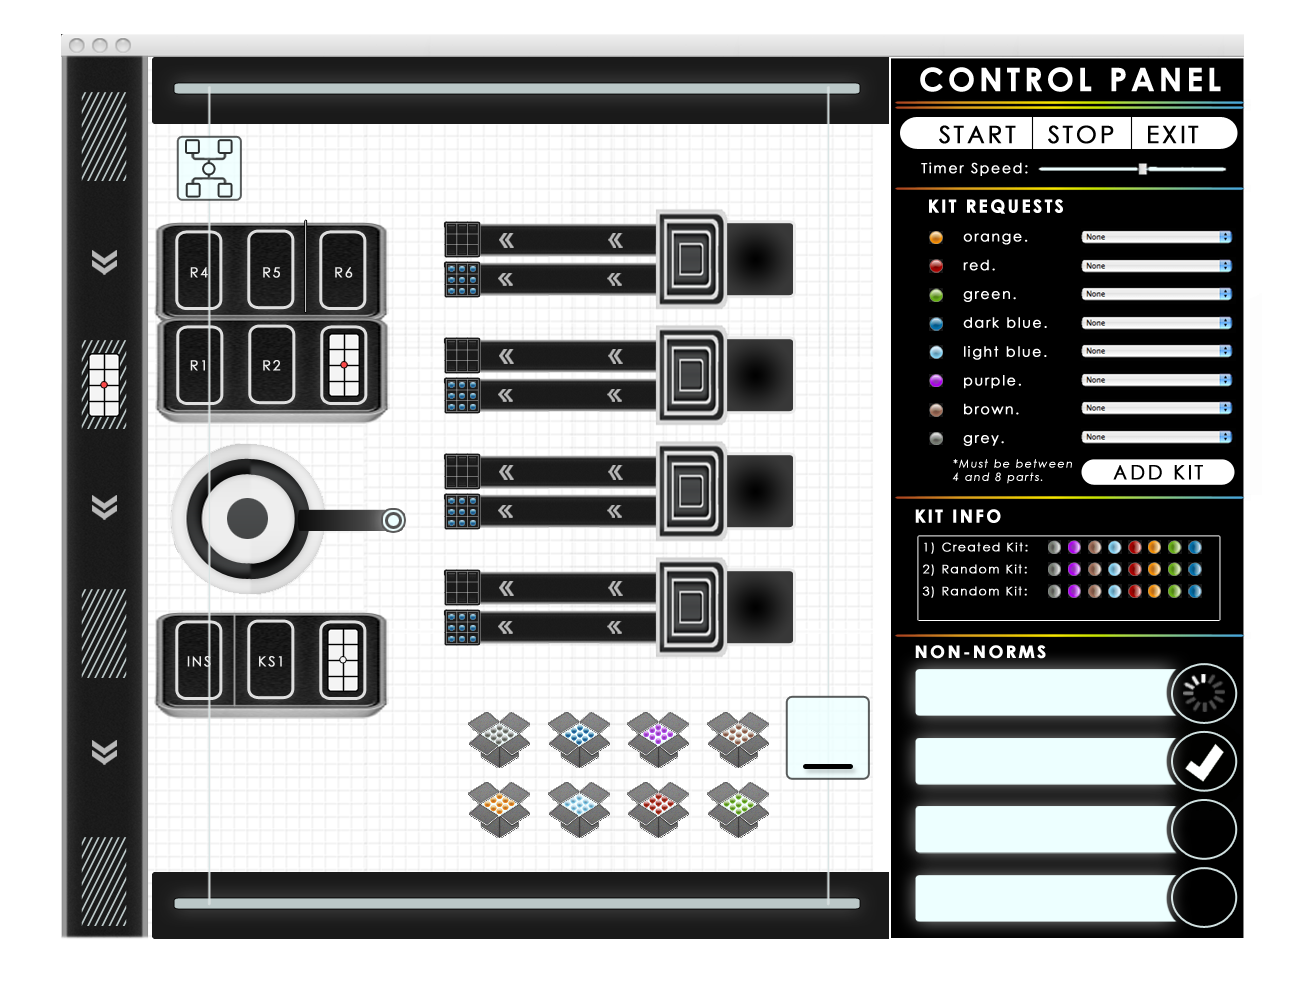 CONTROL PANEL
START STOP EXIT
Timer Speed:
KIT REQUESTS
orange. None
red. None
green. None
dark blue. None
light blue. None
purple. None
brown. None
grey. None
*Must be between
4 and 8 parts.
ADD KIT
KIT INFO
1) Created Kit:
2) Random Kit:
3) Random Kit:
NON-NORMS
R4 R5 R6
R1 R2
INS KS1